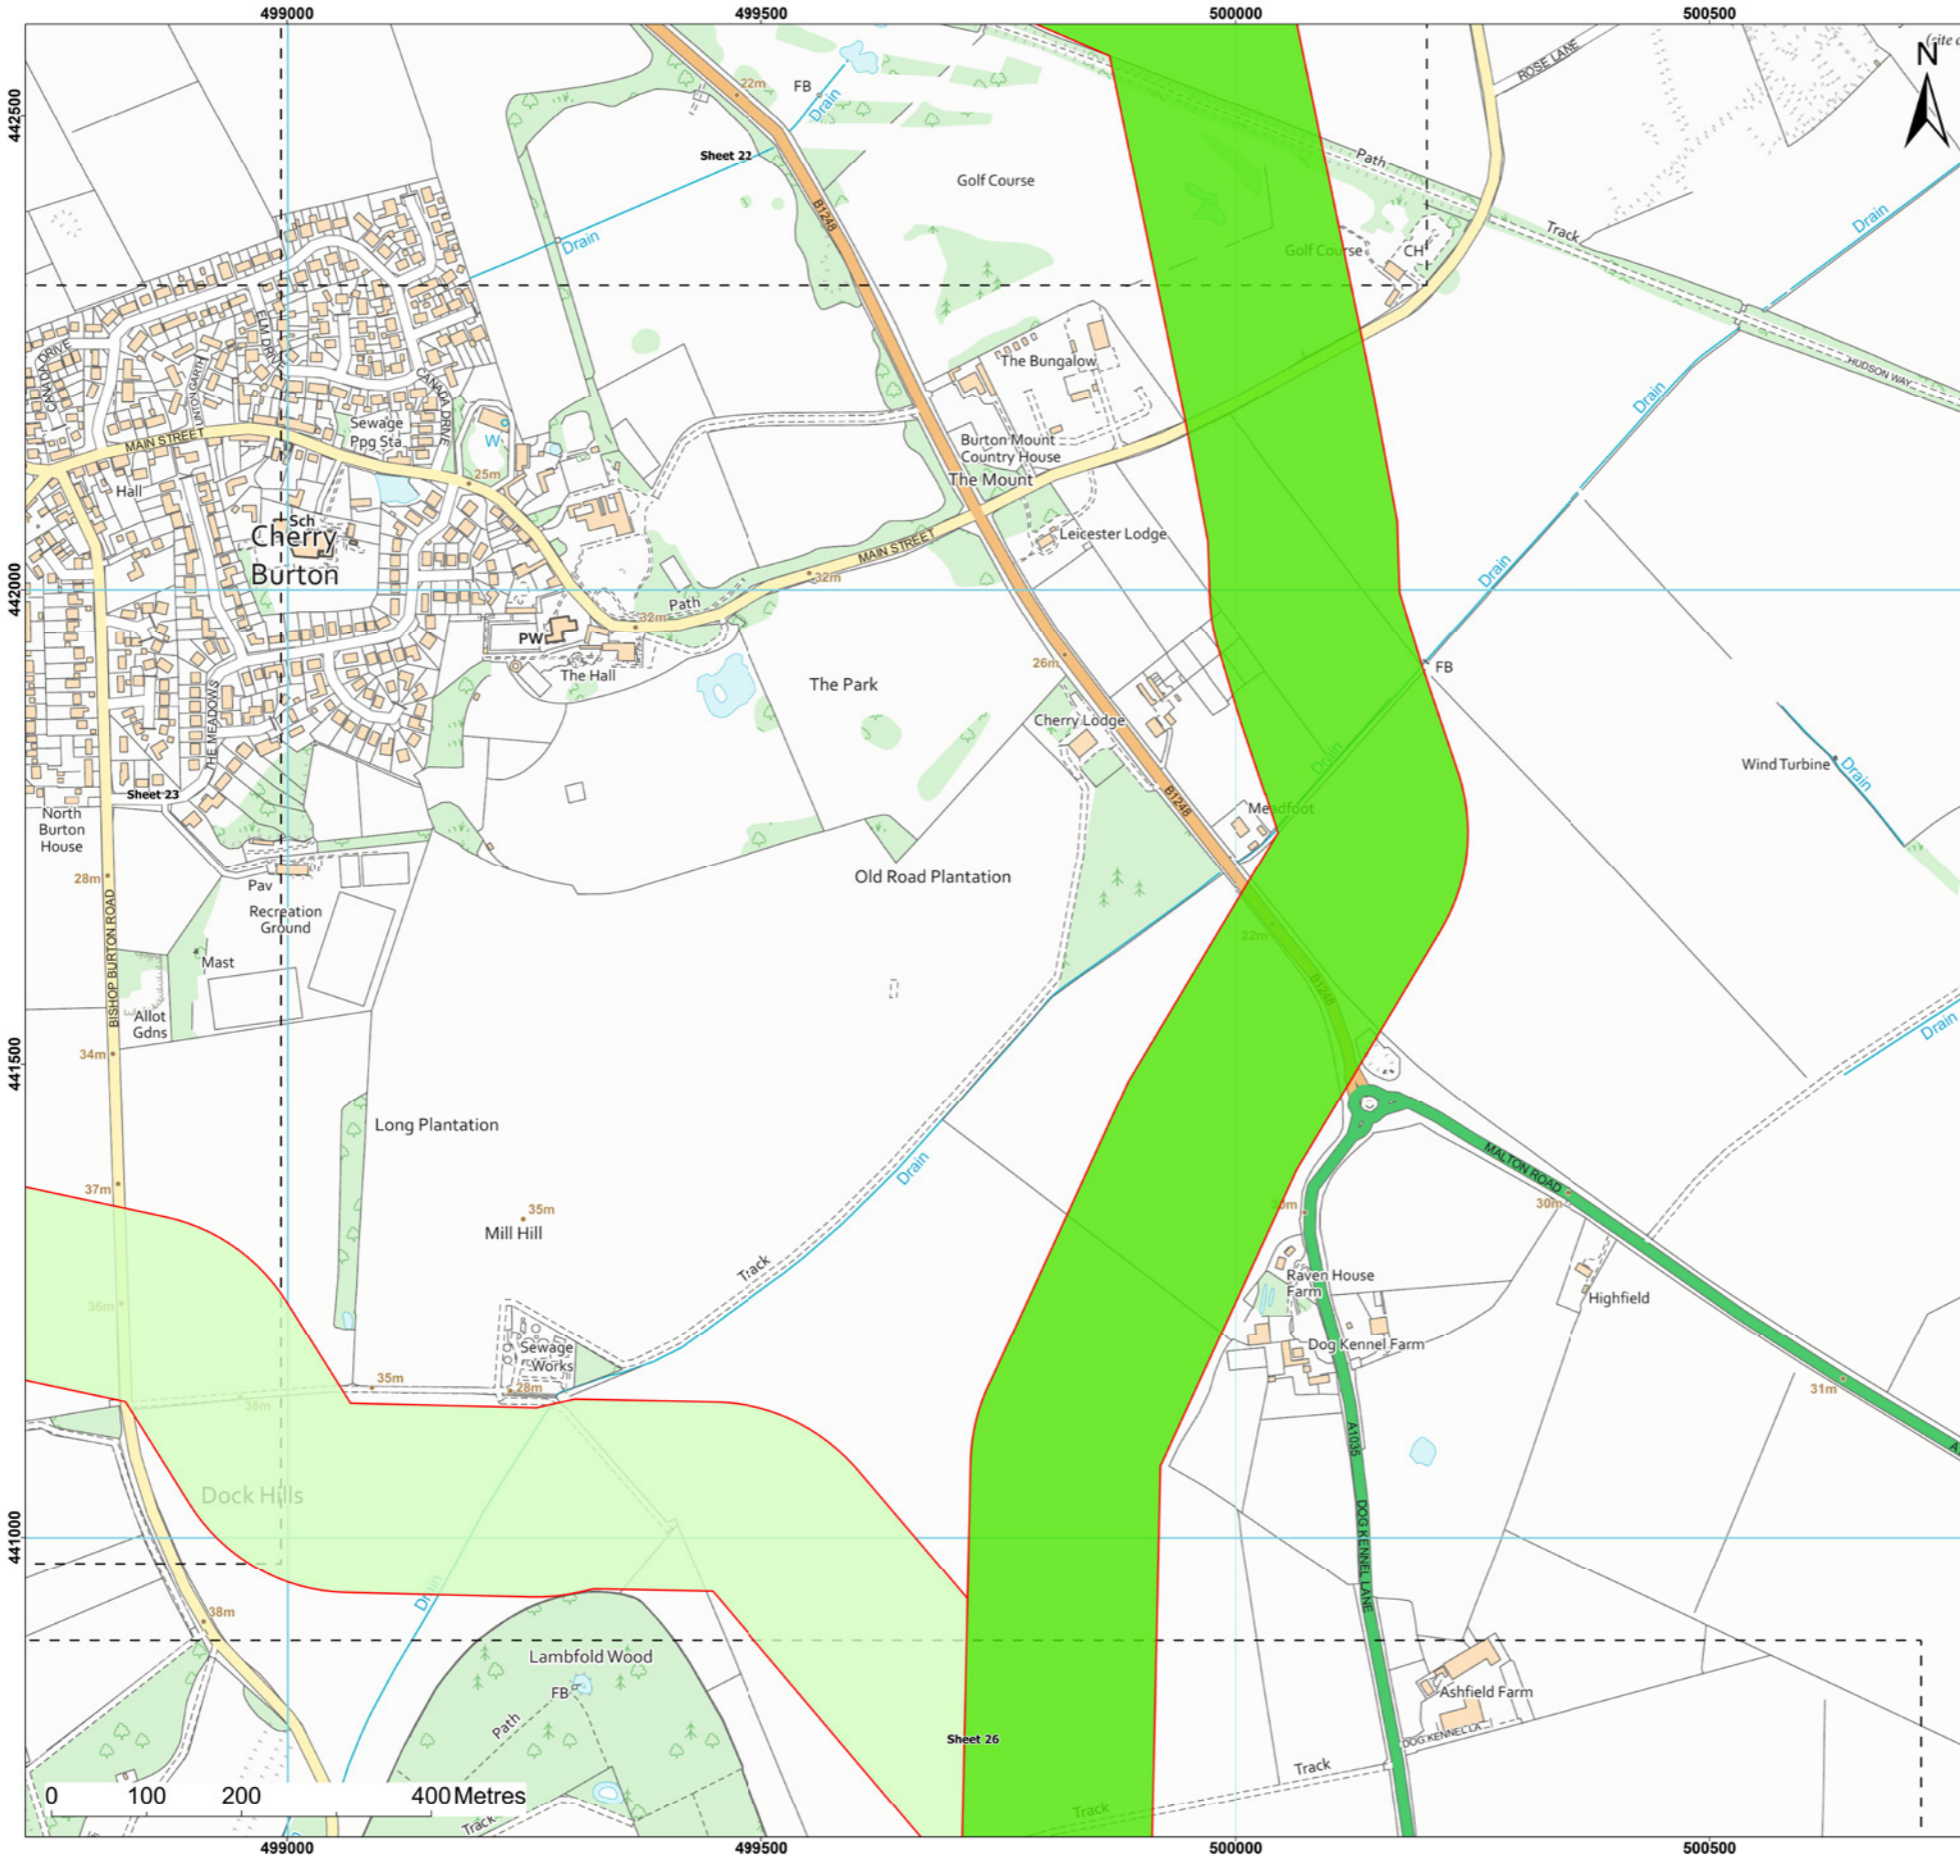 499000
499500
500000
500500
(site
N
ROSE LANE
22m
FB
Drain
442500
Sheet 22
Path
Golf Course
B1248
Drain
Track
Drain
Golf Course
CH
CANADA DRIVE
ELM DRIVE
The Bungalow
HUDSON WAY
CANADA DRIVE
Drain
Sewage
Ppg Sta
MAIN STREET
W
Burton Mount
Country House
25m
The Mount
Hall
Sch
Cherry
Burton
MAIN STREET
Leicester Lodge
Drain
32m
442000
Path
32m
PW
26m
FB
The Hall
The Park
THE MEADOWS
Cherry Lodge
Drain
Wind Turbine
Drain
Sheet 23
B1248
Meadfoot
North
Burton
House
28m
Pav
Old Road Plantation
Recreation
Ground
22m
BISHOP BURTON ROAD
Mast
B1248
Allot
Gdns
Drain
34m
441500
Long Plantation
MALTON ROAD
Drain
37m
30m
30m
35m
Mill Hill
Track
Raven House
Farm
Highfield
36m
Sewage
Works
Dog Kennel Farm
35m
28m
31m
38m
A1035
Dock Hills
441000
DOG KENNEL LANE
Drain
38m
Lambfold Wood
FB
Ashfield Farm
Path
Sheet 26
DOG KENNEL LA
Track
0 100 200 400 Metres
Track
Track
499000
499500
500000
500500